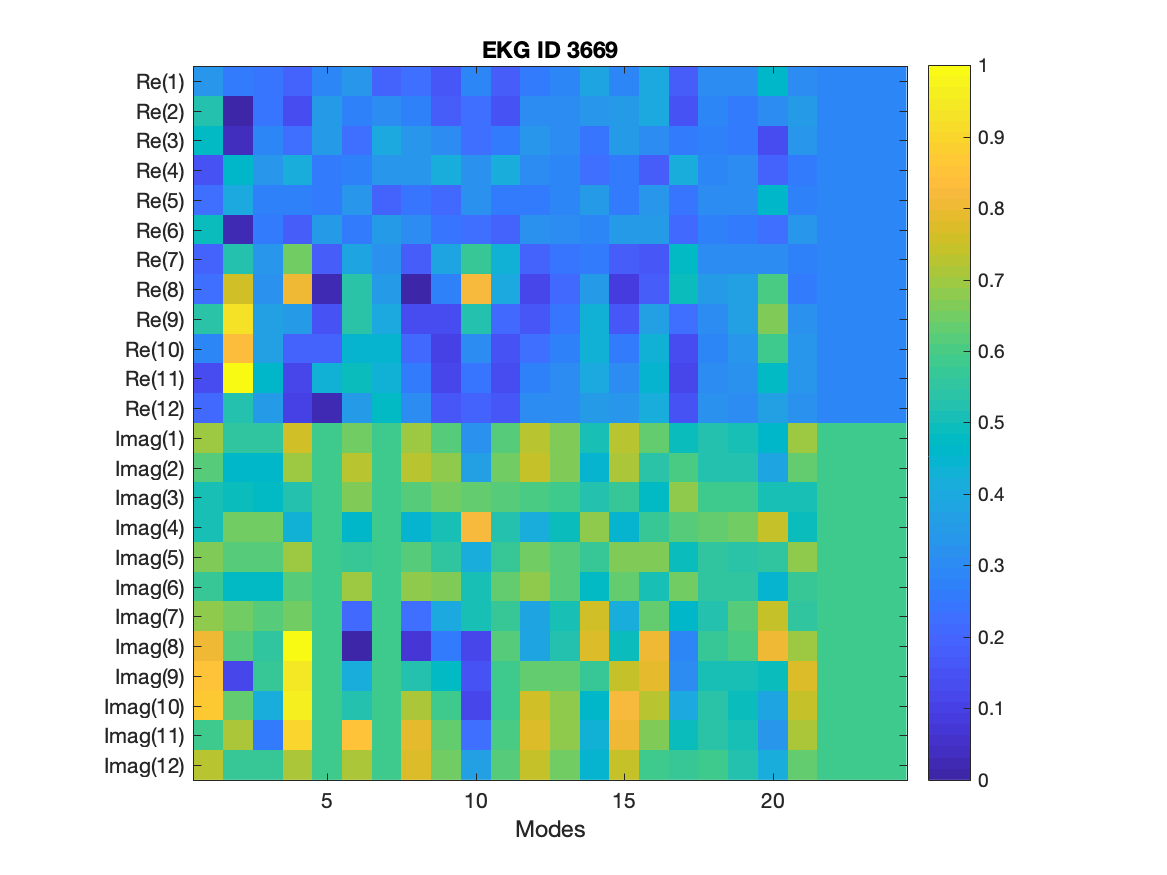 EKG ID 3669
Re(1)
Re(2)
Re(3)
Re(4)
Re(5)
Re(6)
Re(7)
Re(8)
Re(9)
Re(10)
Re(11)
Re(12)
Imag(1)
Imag(2)
Imag(3)
Imag(4)
Imag(5)
Imag(6)
Imag(7)
Imag(8)
Imag(9)
Imag(10)
Imag(11)
Imag(12)
5 10 15 20
Modes
1
0.9
0.8
0.7
0.6
0.5
0.4
0.3
0.2
0.1
0